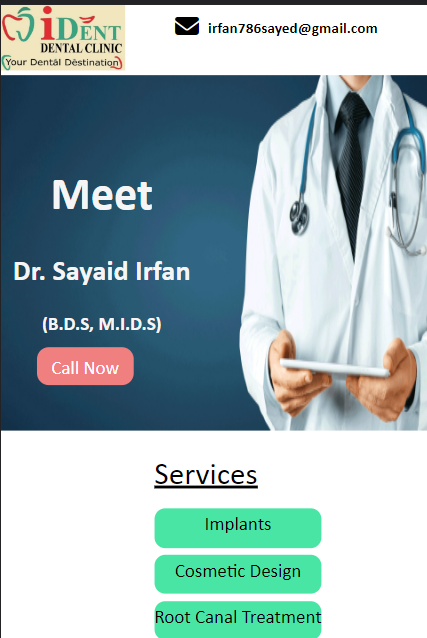 iDENT
DENTAL CLINIC
Your Dental Destination
irfan786sayed@gmail.com
Meet
Dr. Sayaid Irfan
(B.D.S, M.I.D.S)
Call Now
Services
Implants
Cosmetic Design
Root Canal Treatment